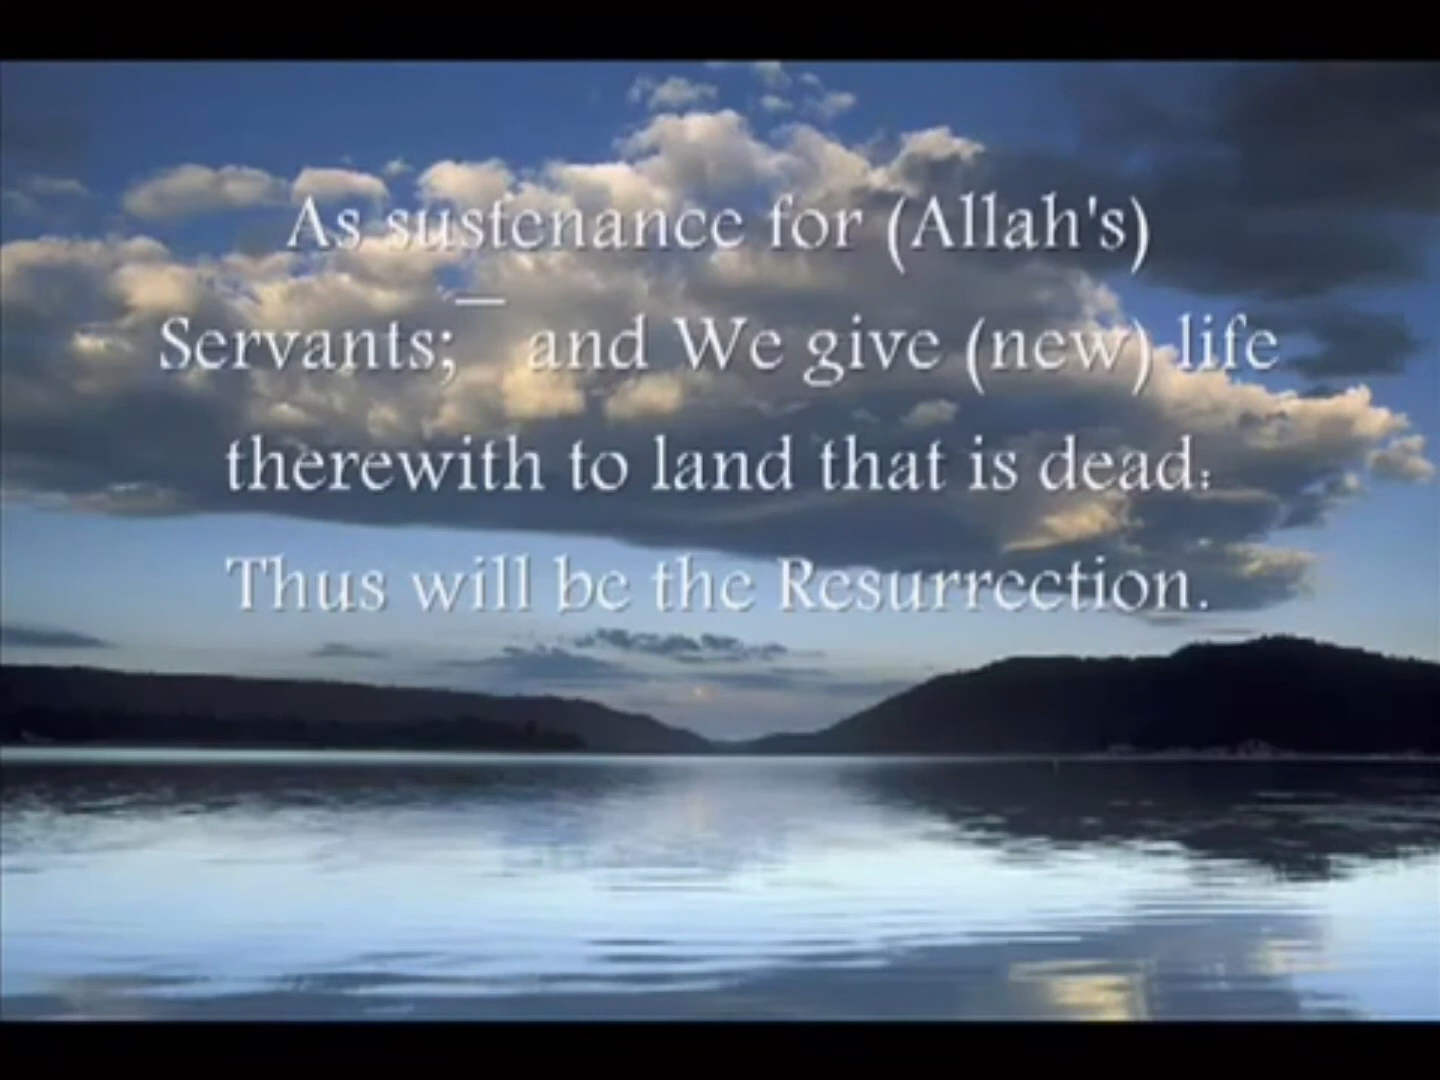 As sustenance for (Allah's)
Servants;¯ and We give (new) life
therewith to land that is dead:
Thus will be the Resurrection.